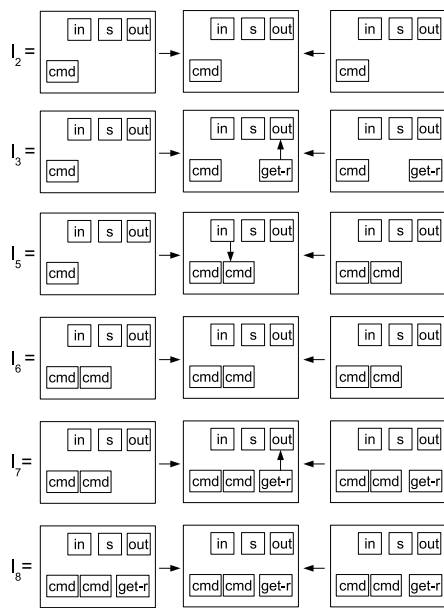 in s out in s out in s out
I2 =
cmd cmd cmd
in s out in s out in s out
I3 =
cmd cmd get-r cmd get-r
in s out in s out in s out
I5 =
cmd cmd cmd cmd cmd
in s out in s out in s out
I6 =
cmd cmd cmd cmd cmd cmd
in s out in s out in s out
I7 =
cmd cmd cmd cmd get-r cmd cmd get-r
in s out in s out in s out
I8 =
cmd cmd get-r cmd cmd get-r cmd cmd get-r